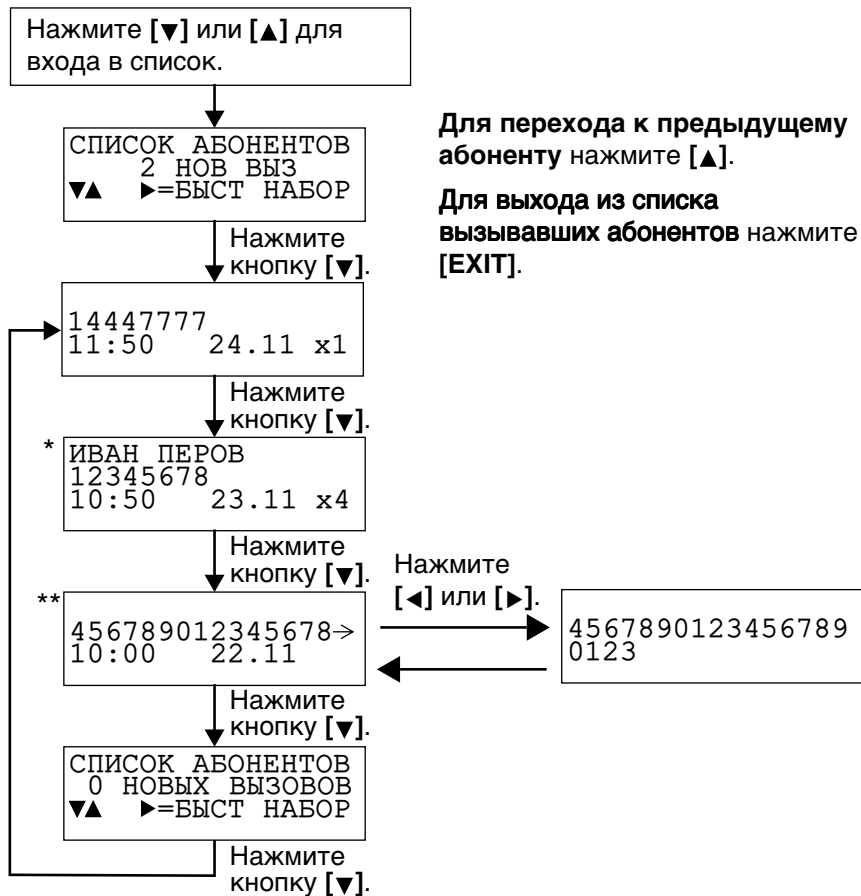 Нажмите [▼] или [▲] для
входа в список.
СПИСОК АБОНЕНТОВ
2 НОВ ВЫЗ
▼▲ ►=БЫСТ НАБОР
Для перехода к предыдущему
абоненту нажмите [▲].
Для выхода из списка
вызывавших абонентов нажмите
[EXIT].
Нажмите
кнопку [▼].
14447777
11:50 24.11 x1
Нажмите
кнопку [▼].
* ИВАН ПЕРОВ
12345678
10:50 23.11 x4
Нажмите
кнопку [▼].
Нажмите
[◄] или [►].
**
456789012345678→
10:00 22.11
4567890123456789
0123
Нажмите
кнопку [▼].
СПИСОК АБОНЕНТОВ
0 НОВЫХ ВЫЗОВОВ
▼▲ ►=БЫСТ НАБОР
Нажмите
кнопку [▼].